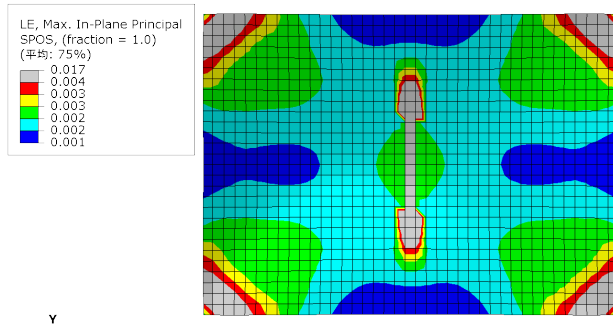 LE, Max. In-Plane Principal
SPOS, (fraction = 1.0)
(平均: 75%)
0.017
0.004
0.003
0.003
0.002
0.002
0.001
Y